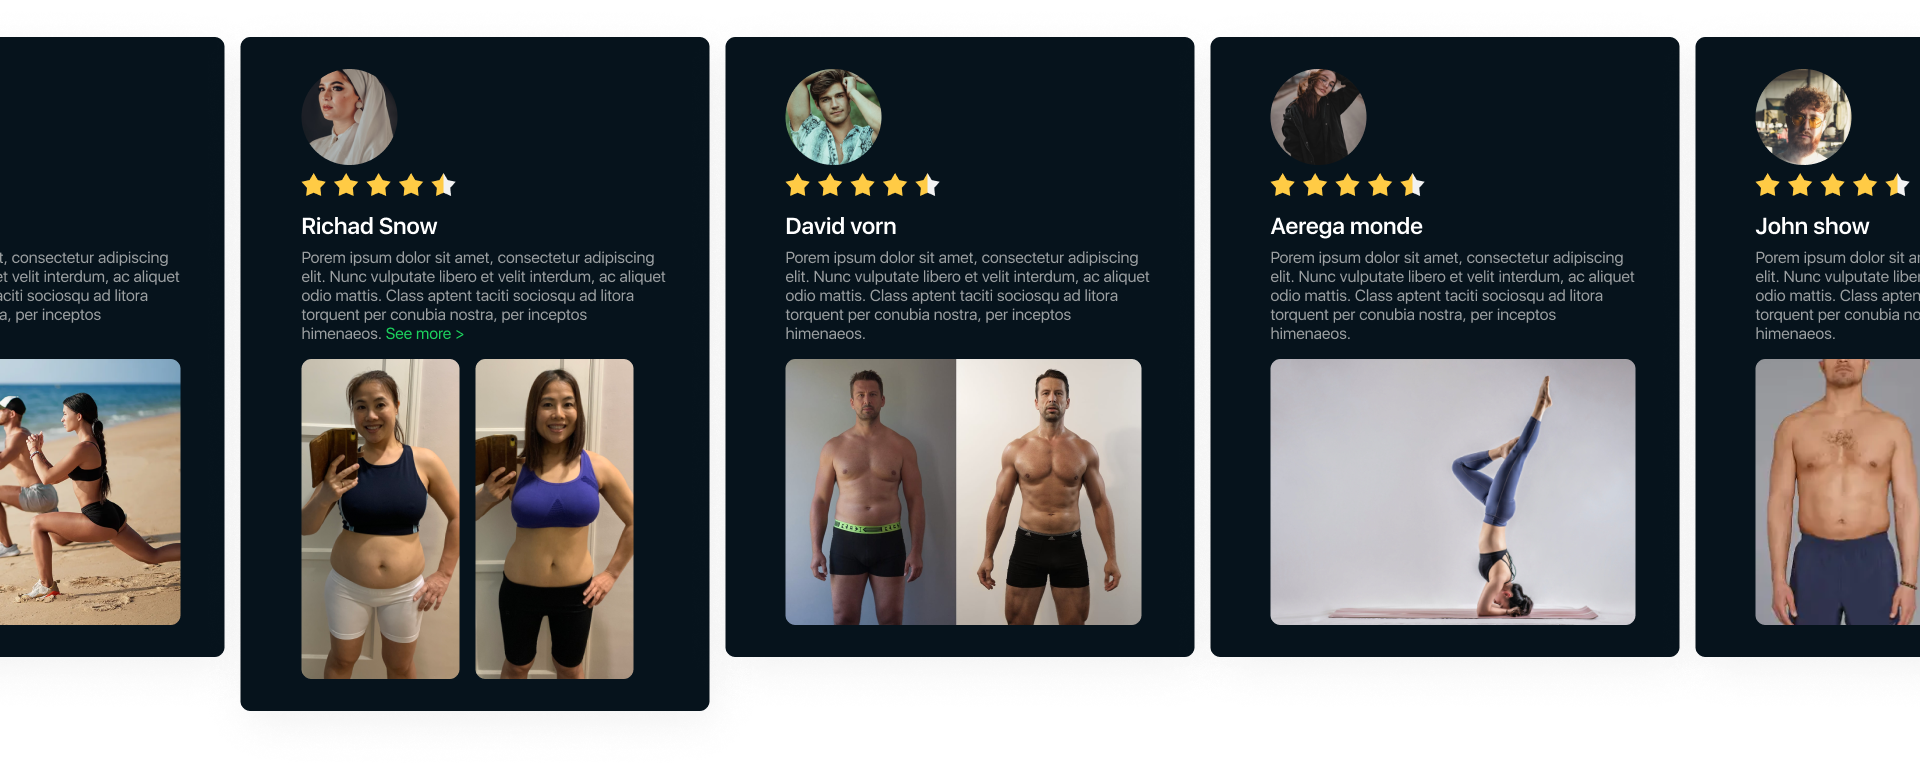 t, consectetur adipiscing
et velit interdum, ac aliquet
aciti sociosqu ad litora
a, per inceptos
Richad Snow
Porem ipsum dolor sit amet, consectetur adipiscing
elit. Nunc vulputate libero et velit interdum, ac aliquet
odio mattis. Class aptent taciti sociosqu ad litora
torquent per conubia nostra, per inceptos
himenaeos. See more >
David vorn
Porem ipsum dolor sit amet, consectetur adipiscing
elit. Nunc vulputate libero et velit interdum, ac aliquet
odio mattis. Class aptent taciti sociosqu ad litora
torquent per conubia nostra, per inceptos
himenaeos.
Aerega monde
Porem ipsum dolor sit amet, consectetur adipiscing
elit. Nunc vulputate libero et velit interdum, ac aliquet
odio mattis. Class aptent taciti sociosqu ad litora
torquent per conubia nostra, per inceptos
himenaeos.
John show
Porem ipsum dolor sit ar
elit. Nunc vulputate liber
odio mattis. Class apten
torquent per conubia no
himenaeos.